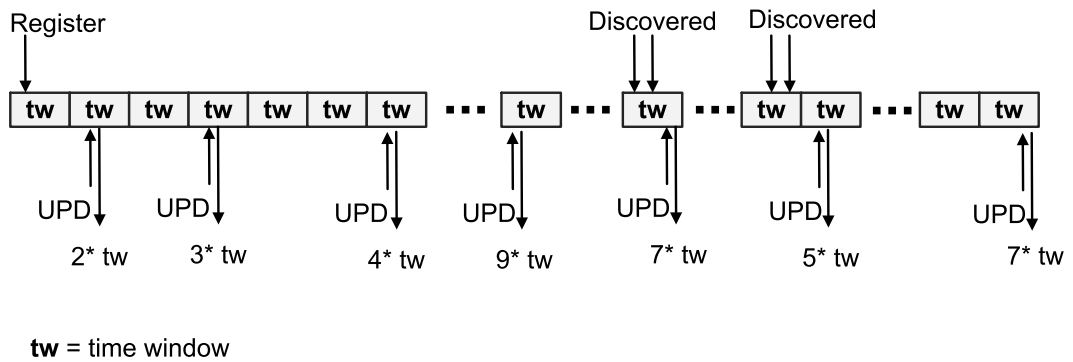 Register
Discovered
Discovered
tw tw tw tw tw tw tw ... tw ... tw ... tw tw ... tw tw
UPD UPD UPD UPD UPD UPD UPD
2* tw 3* tw 4* tw 9* tw 7* tw 5* tw 7* tw
tw = time window